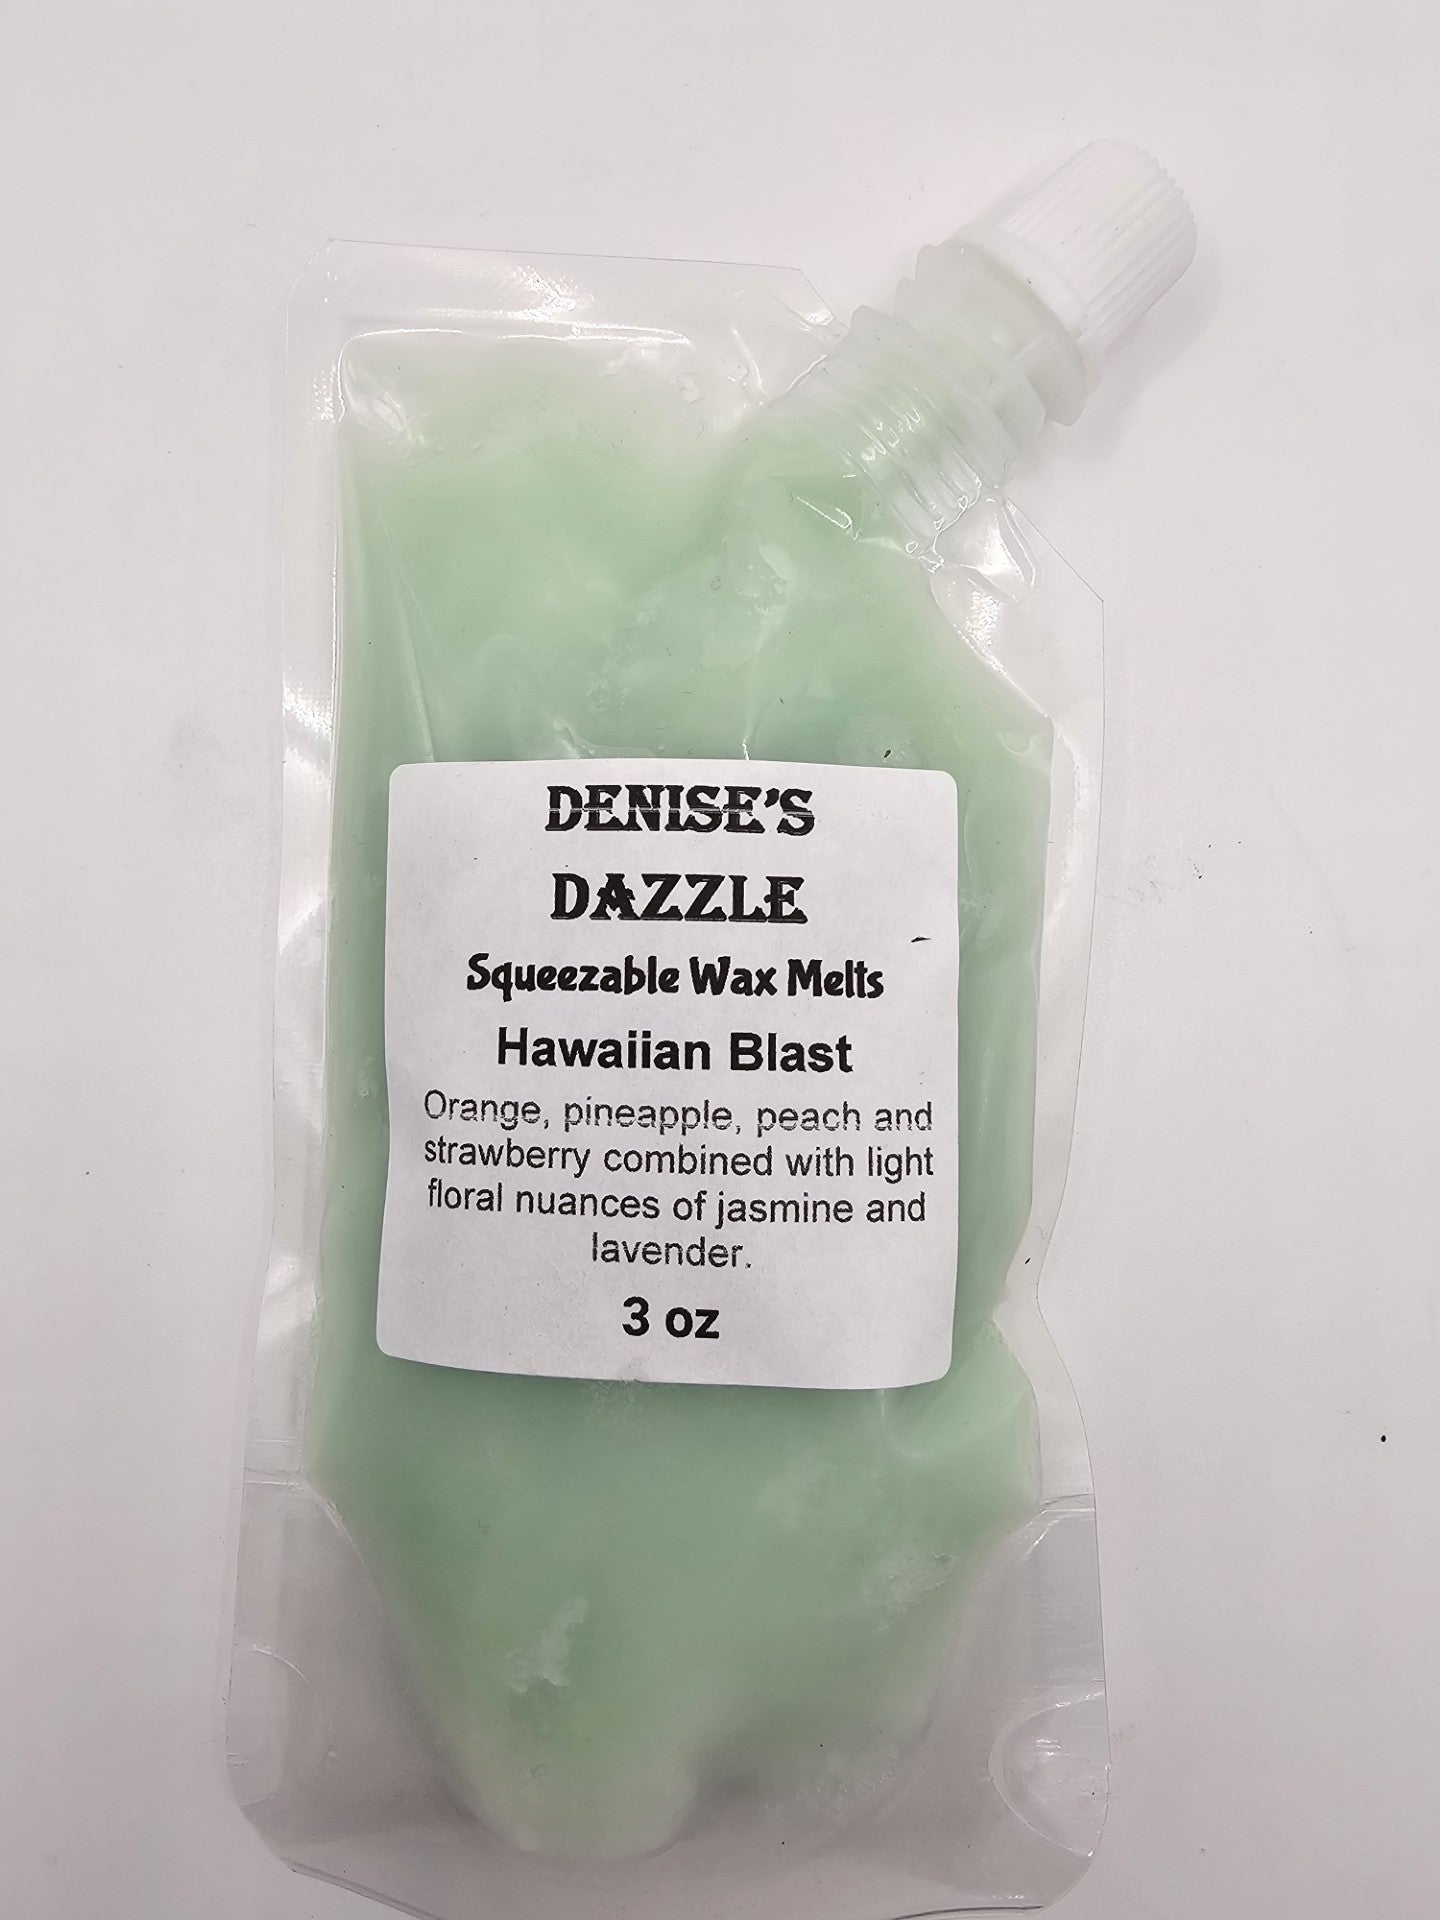 DENISE'S
DAZZLE
Squeezable Wax Melts
Hawaiian Blast
Orange, pineapple, peach and
strawberry combined with light
floral nuances of jasmine and
lavender.
3 oz